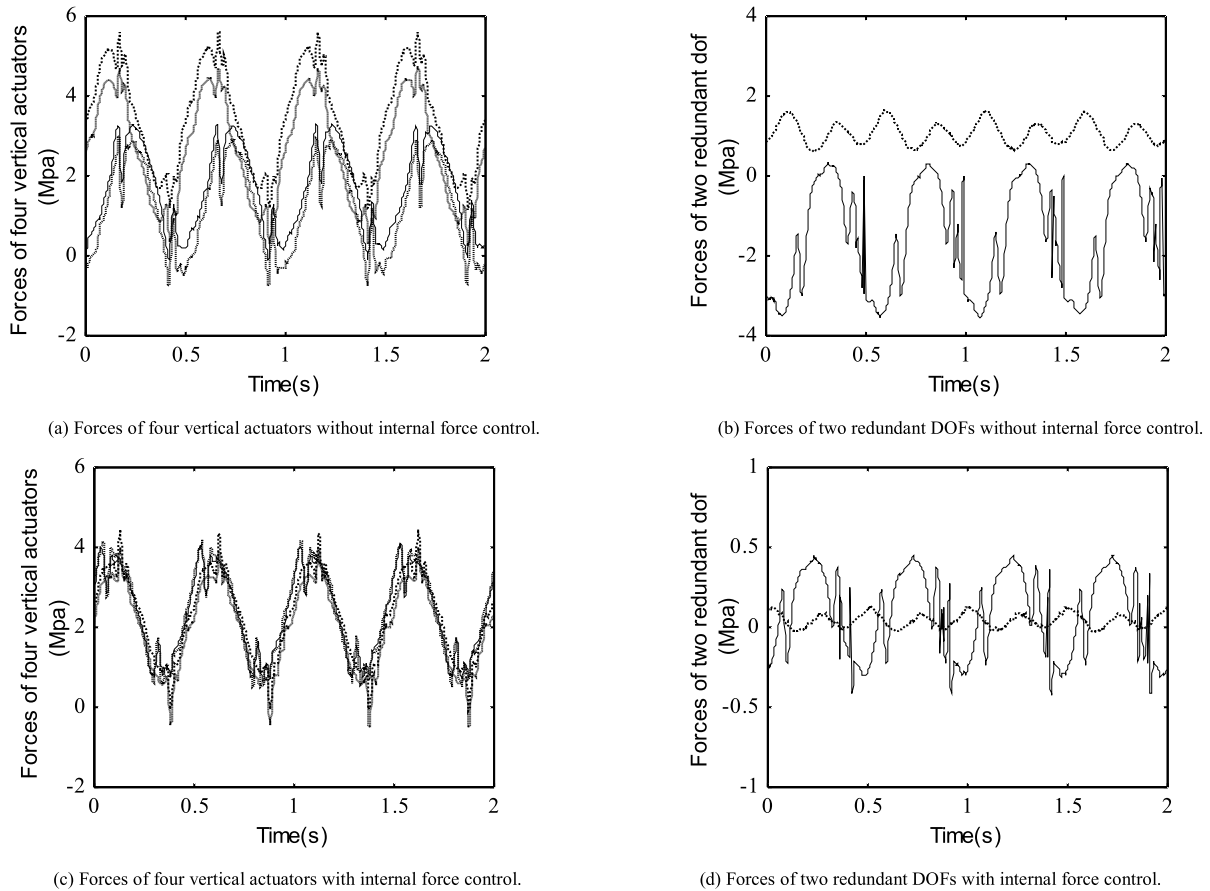 Forces of four vertical actuators
(Mpa)
6
4
2
0
-2
0 0.5 1 1.5 2
Time(s)
(a) Forces of four vertical actuators without internal force control.
Forces of two redundant dof
(Mpa)
4
2
0
-2
-4
0 0.5 1 1.5 2
Time(s)
(b) Forces of two redundant DOFs without internal force control.
Forces of four vertical actuators
(Mpa)
6
4
2
0
-2
0 0.5 1 1.5 2
Time(s)
(c) Forces of four vertical actuators with internal force control.
Forces of two redundant dof
(Mpa)
1
0.5
0
-0.5
-1
0 0.5 1 1.5 2
Time(s)
(d) Forces of two redundant DOFs with internal force control.